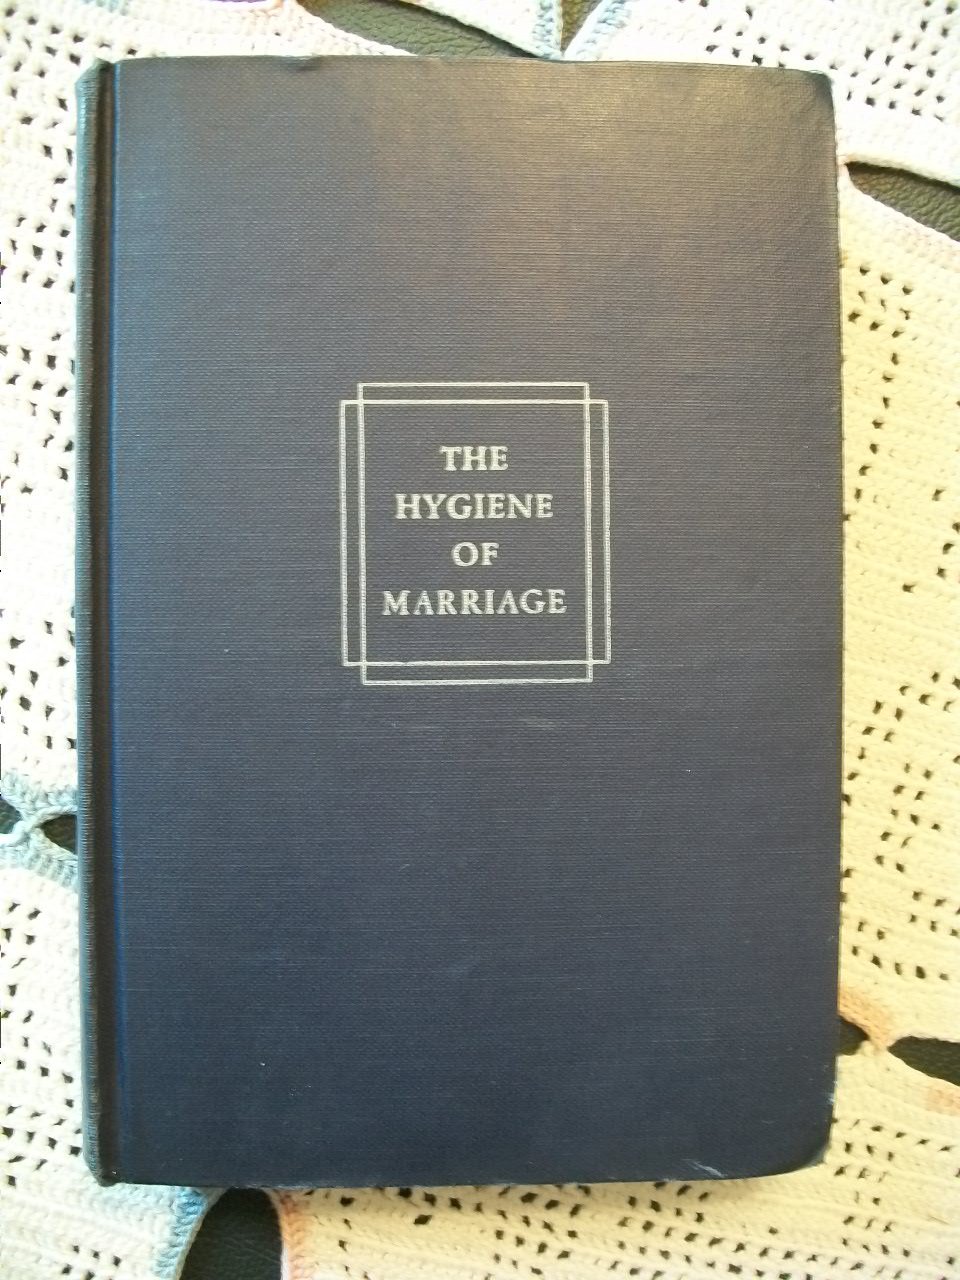 THE
HYGIENE
OF
MARRIAGE